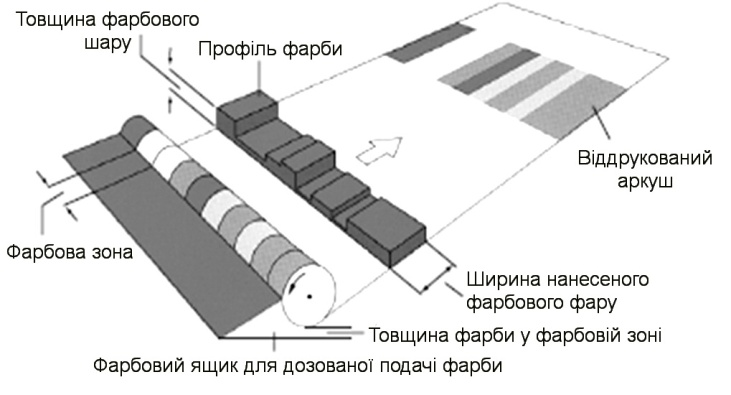 Товщина фарбового
шару
Профіль фарби
Віддрукований
аркуш
Фарбова зона
Ширина нанесеного
фарбового фару
Товщина фарби у фарбовій зоні
Фарбовий ящик для дозованої подачі фарби